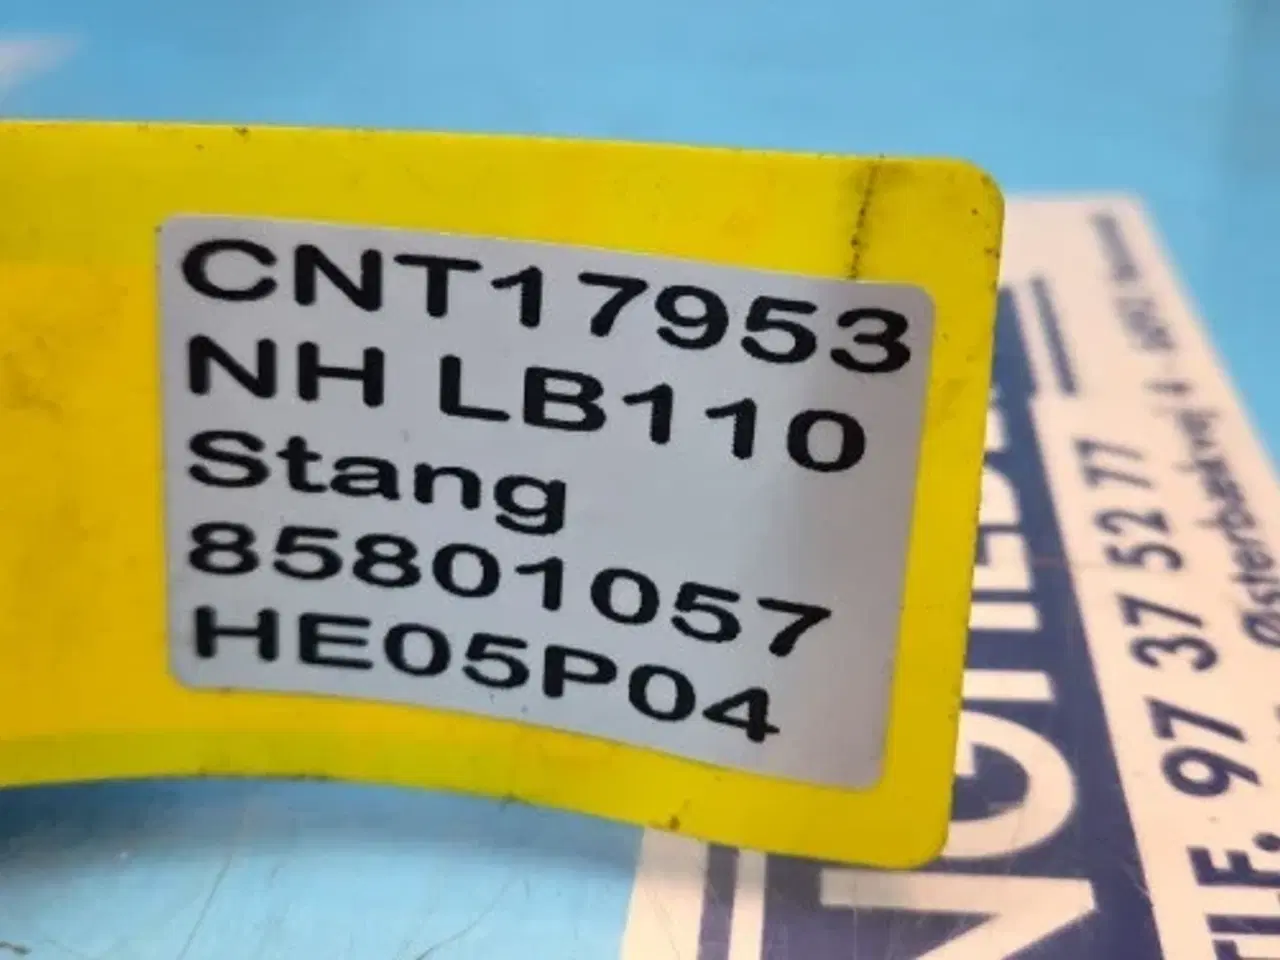 CNT17953
NH LB110
Stang
85801057
HE05P04
TLF. 97 37 52 77